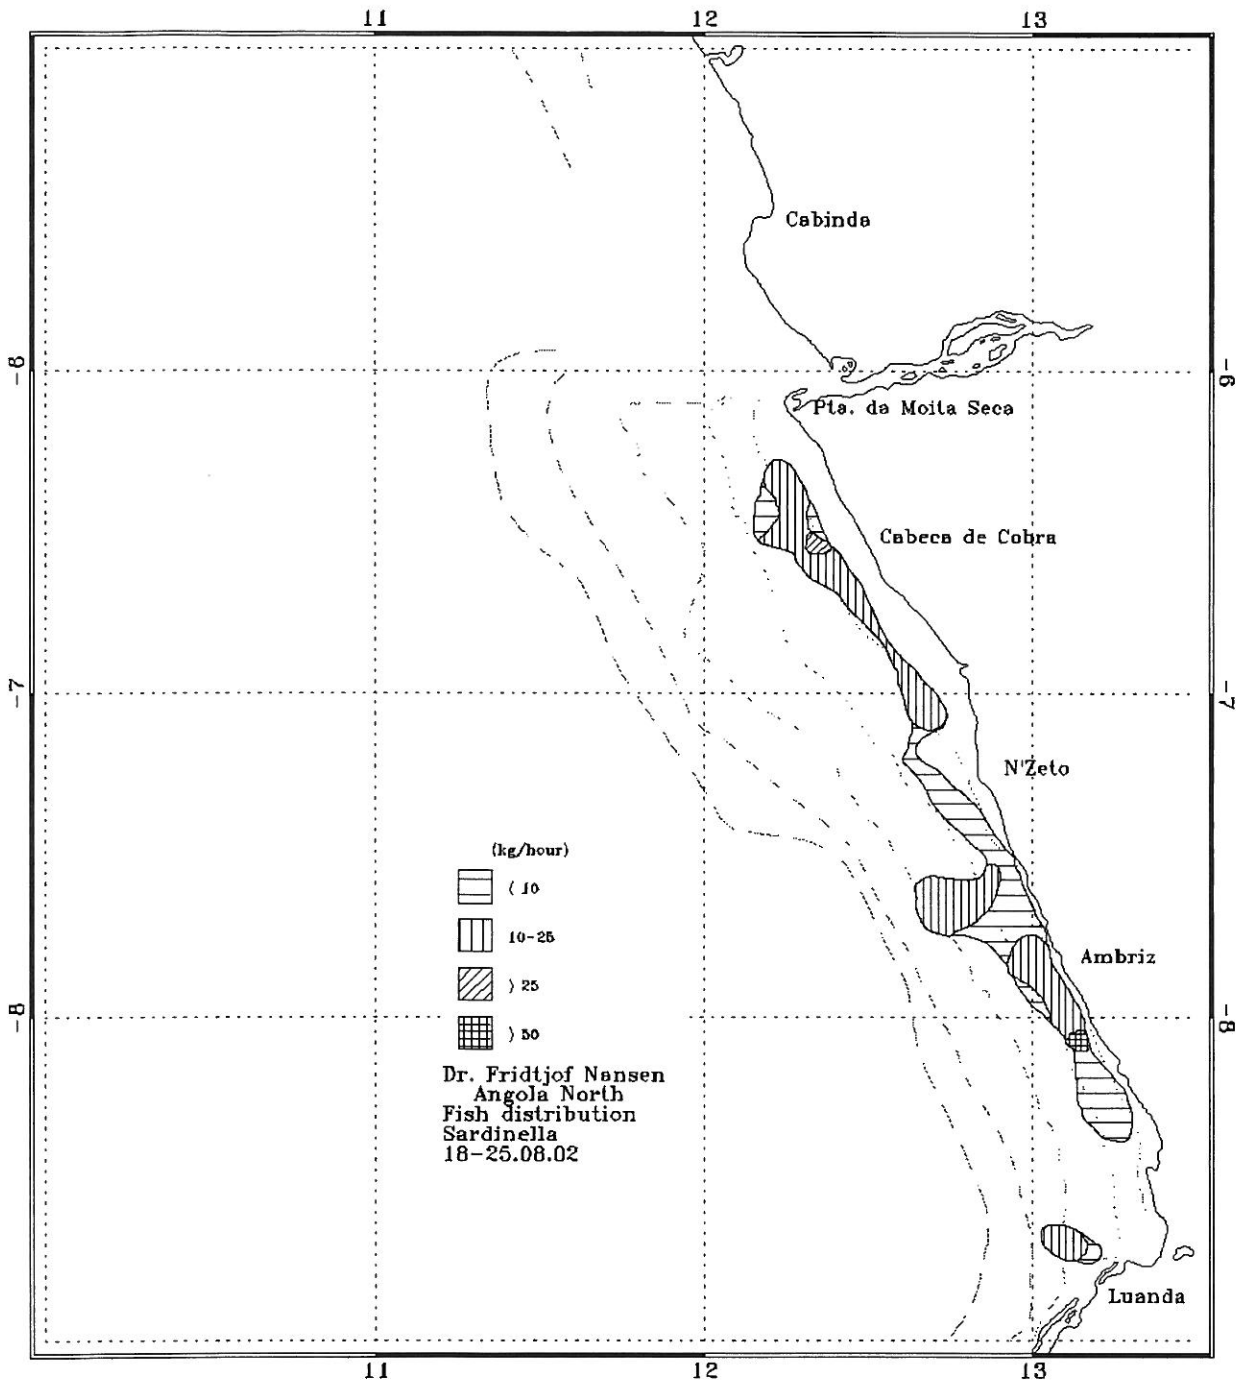 11 12 13
Cabinda
-6 -6
Pta. da Moita Seca
Cabeca de Cobra
-7
N'Zeto
(kg/hour)
< 10
10-25
Ambriz
> 25
-8 -8
> 50
Dr. Fridtjof Nansen
Angola North
Fish distribution
Sardinella
18-25.08.02
Luanda
11 12 13